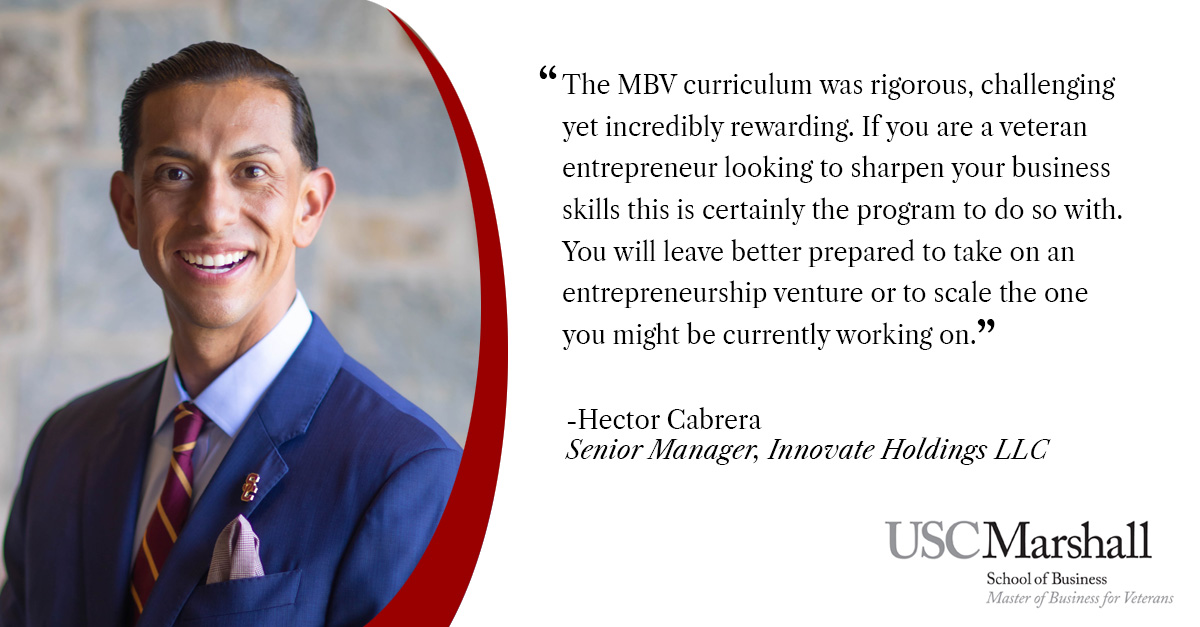 “The MBV curriculum was rigorous, challenging
yet incredibly rewarding. If you are a veteran
entrepreneur looking to sharpen your business
skills this is certainly the program to do so with.
You will leave better prepared to take on an
entrepreneurship venture or to scale the one
you might be currently working on.”
-Hector Cabrera
Senior Manager, Innovate Holdings LLC
USCMarshall
School of Business
Master of Business for Veterans
SC